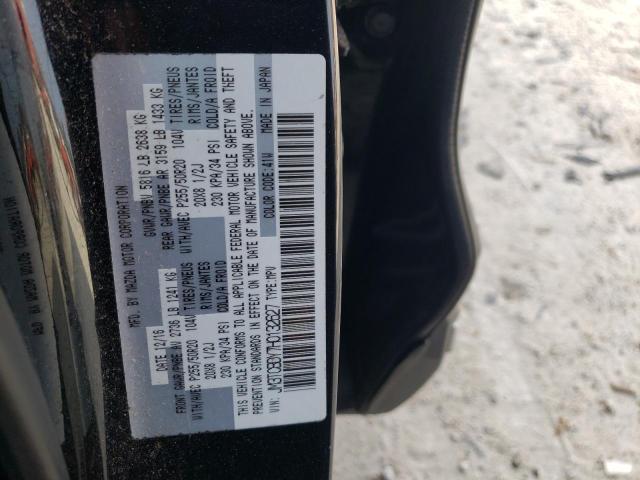 MFD. BY MAZDA MOTOR CORPORATION
DATE: 12/16 GVWR/PNBV 5816 LB 2638 KG
FRONT GAWR/PNBE AV 2736 LB 1241 KG REAR GAWR/PNBE AR 3159 LB 1433 KG
WITH/AVEC P255/50R20 104V TIRES/PNEUS WITH/AVEC P255/50R20 104V TIRES/PNEUS
20X8 1/2J RIMS/JANTES 20X8 1/2J RIMS/JANTES
230 KPA/34 PSI COLD/A FROID 230 KPA/34 PSI COLD/A FROID
THIS VEHICLE CONFORMS TO ALL APPLICABLE FEDERAL MOTOR VEHICLE SAFETY AND THEFT
PREVENTION STANDARDS IN EFFECT ON THE DATE OF MANUFACTURE SHOWN ABOVE.
COLOR CODE:41W MADE IN JAPAN
VIN: JM3TCBDY7H0132627 TYPE:MPV